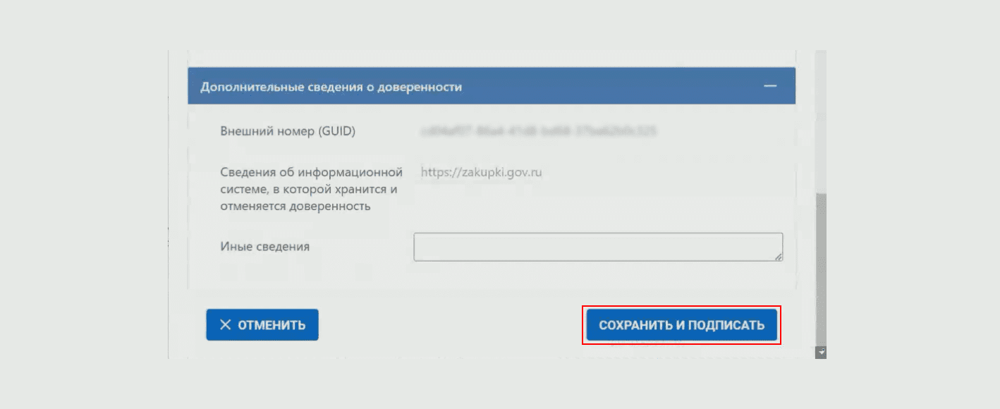 Дополнительные сведения о доверенности
Внешний номер (GUID)
Сведения об информационной https://zakupki.gov.ru
системе, в которой хранится и
отменяется доверенность
Иные сведения
ОТМЕНИТЬ
СОХРАНИТЬ И ПОДПИСАТЬ